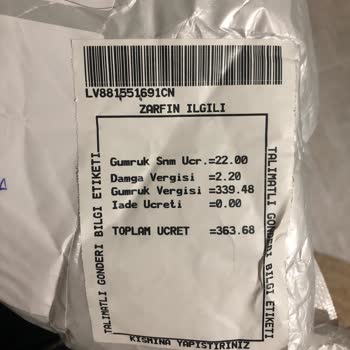 LV881551691CN
ZARFIN ILGILI
TALIMATLI GONDERI BILGI ETIKETI
Gumruk Snm Ucr.=22.00
Damga Vergisi =2.20
Gumruk Vergisi =339.48
Iade Ucreti =0.00
TOPLAM UCRET =363.68
TALIMATLI GONDERI BILGI ETIKETI
KISMINA YAPISTIRINIZ